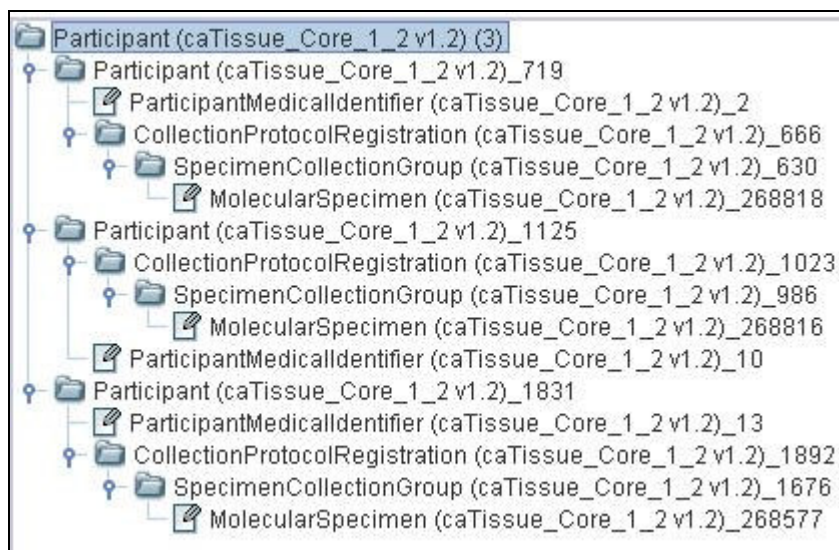 Participant (caTissue_Core_1_2 v1.2) (3)
Participant (caTissue_Core_1_2 v1.2)_719
ParticipantMedicalIdentifier (caTissue_Core_1_2 v1.2)_2
CollectionProtocolRegistration (caTissue_Core_1_2 v1.2)_666
SpecimenCollectionGroup (caTissue_Core_1_2 v1.2)_630
MolecularSpecimen (caTissue_Core_1_2 v1.2)_268818
Participant (caTissue_Core_1_2 v1.2)_1125
CollectionProtocolRegistration (caTissue_Core_1_2 v1.2)_1023
SpecimenCollectionGroup (caTissue_Core_1_2 v1.2)_986
MolecularSpecimen (caTissue_Core_1_2 v1.2)_268816
ParticipantMedicalIdentifier (caTissue_Core_1_2 v1.2)_10
Participant (caTissue_Core_1_2 v1.2)_1831
ParticipantMedicalIdentifier (caTissue_Core_1_2 v1.2)_13
CollectionProtocolRegistration (caTissue_Core_1_2 v1.2)_1892
SpecimenCollectionGroup (caTissue_Core_1_2 v1.2)_1676
MolecularSpecimen (caTissue_Core_1_2 v1.2)_268577